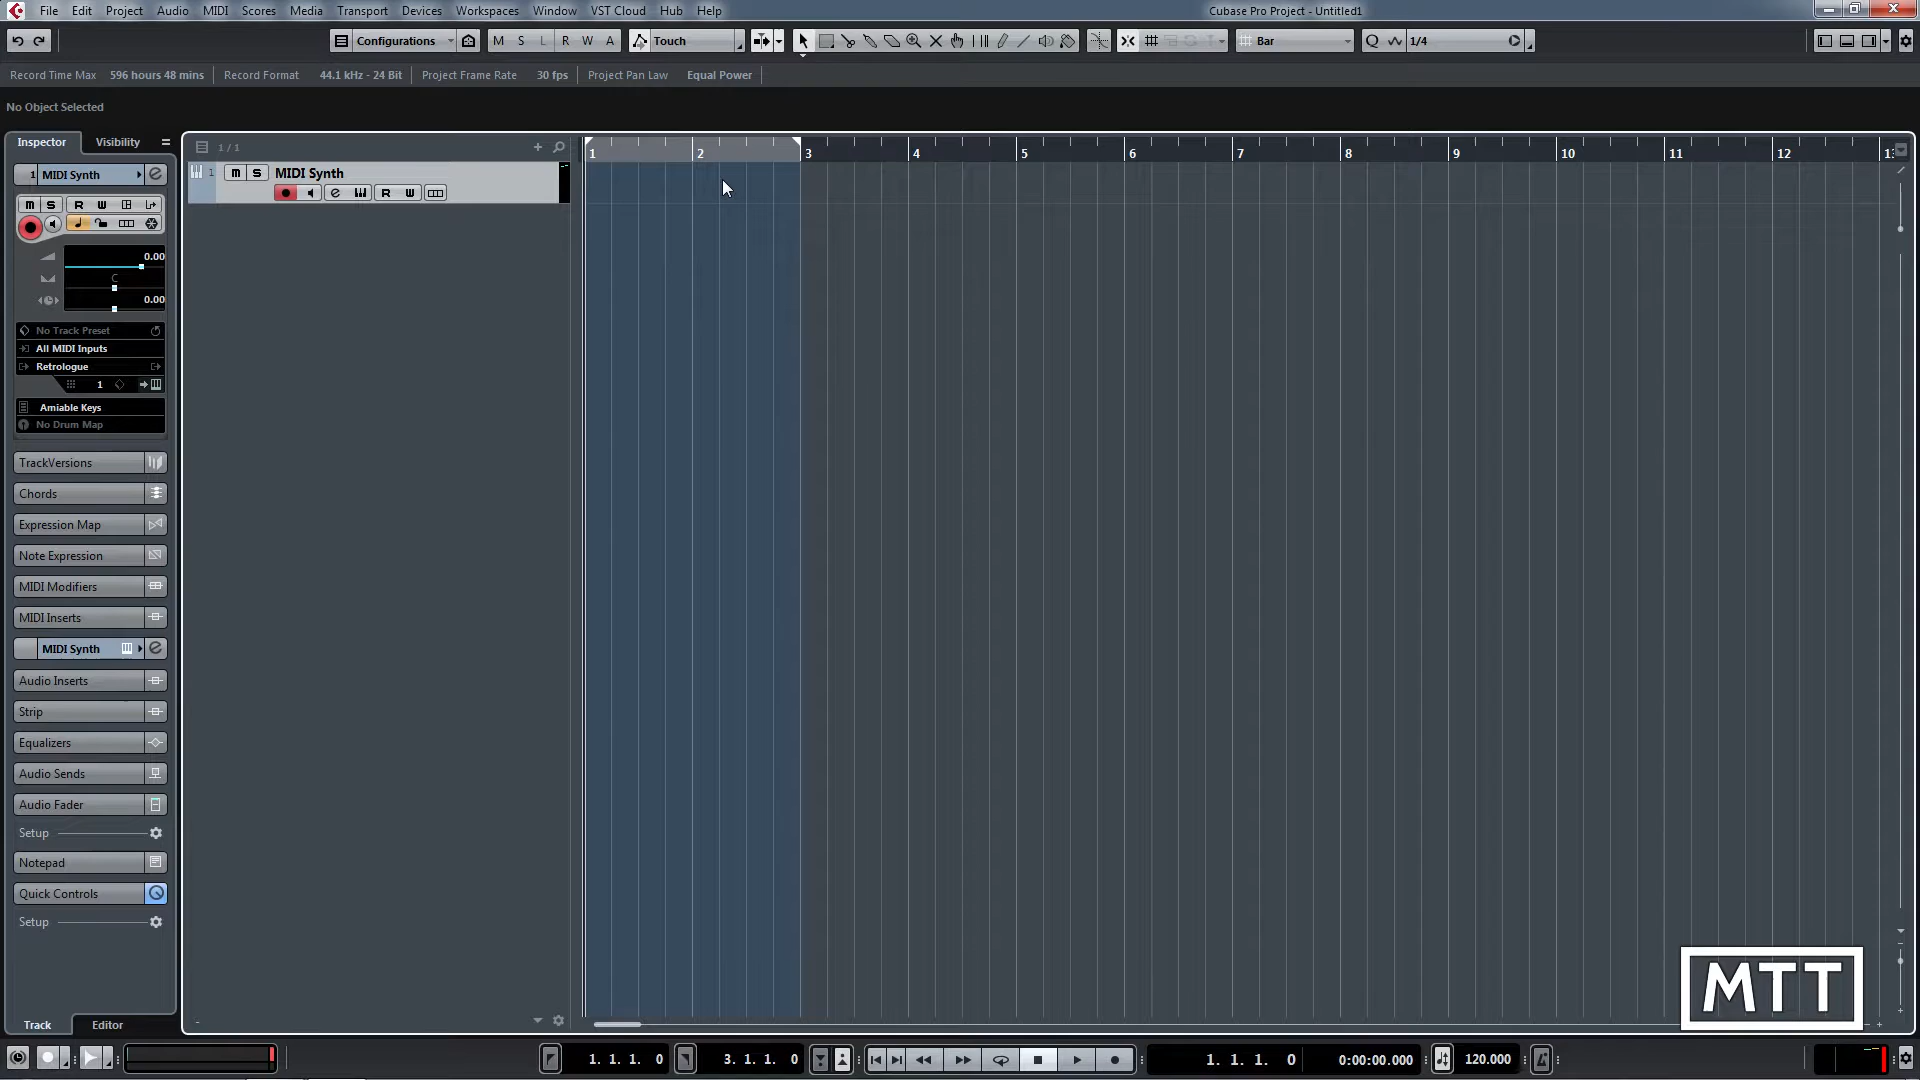 File Edit Project Audio MIDI Scores Media Transport Devices Workspaces Window VST Cloud Hub Help
Cubase Pro Project - Untitled1
Configurations M S L R W A Touch Bar Q 1/4
Record Time Max 596 hours 48 mins Record Format 44.1 kHz - 24 Bit Project Frame Rate 30 fps Project Pan Law Equal Power
No Object Selected
Inspector Visibility
1 / 1
1 2 3 4 5 6 7 8 9 10 11 12
1 MIDI Synth
1 M S MIDI Synth
R W
M S R W
0.00
C
0.00
No Track Preset
All MIDI Inputs
Retrologue
1
Amiable Keys
No Drum Map
TrackVersions
Chords
Expression Map
Note Expression
MIDI Modifiers
MIDI Inserts
MIDI Synth
Audio Inserts
Strip
Equalizers
Audio Sends
Audio Fader
Setup
Notepad
Quick Controls
Setup
MTT
Track Editor
1. 1. 1. 0 3. 1. 1. 0 1. 1. 1. 0 0:00:00.000 120.000